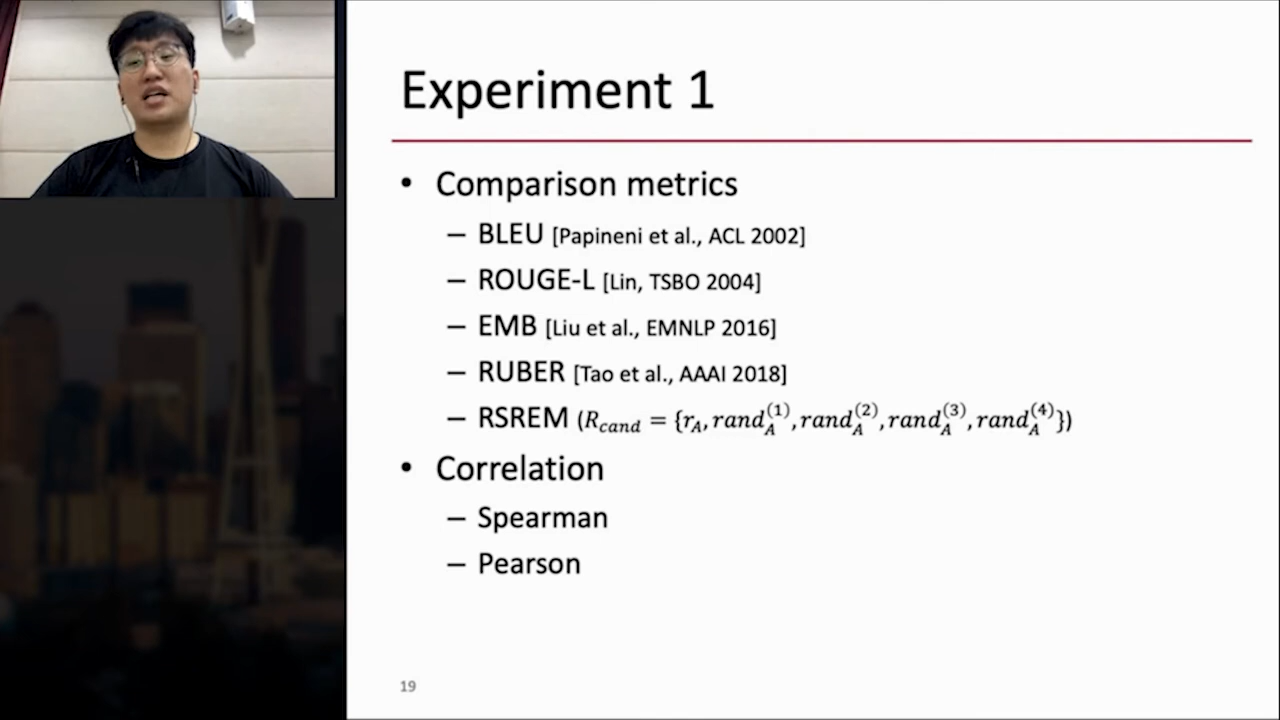 Experiment 1
• Comparison metrics
– BLEU [Papineni et al., ACL 2002]
– ROUGE-L [Lin, TSBO 2004]
– EMB [Liu et al., EMNLP 2016]
– RUBER [Tao et al., AAAI 2018]
– RSREM (R_cand = {r_A, rand_A^(1), rand_A^(2), rand_A^(3), rand_A^(4)})
• Correlation
– Spearman
– Pearson
19